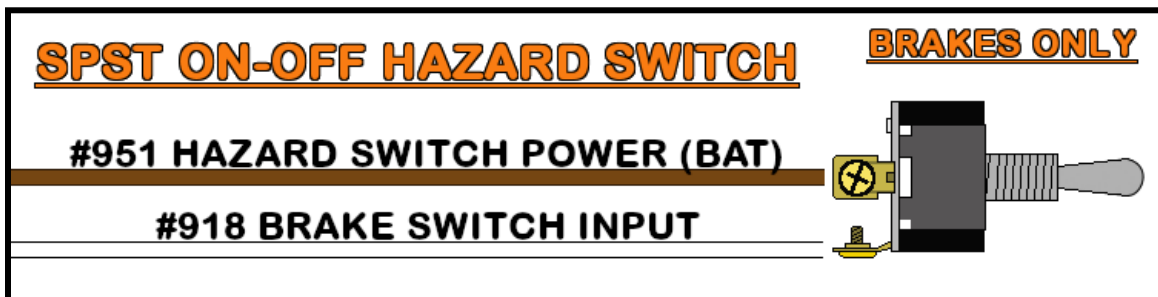 SPST ON-OFF HAZARD SWITCH
BRAKES ONLY
#951 HAZARD SWITCH POWER (BAT)
#918 BRAKE SWITCH INPUT